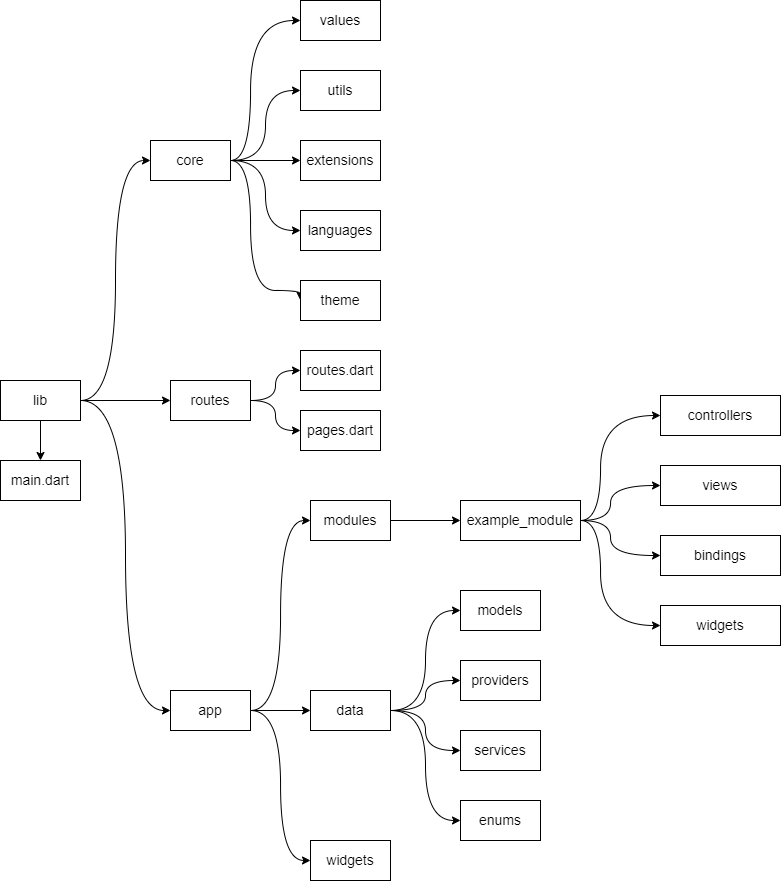 values
utils
core
extensions
languages
theme
routes.dart
lib
routes
controllers
pages.dart
main.dart
views
modules
example_module
bindings
models
widgets
providers
app
data
services
enums
widgets